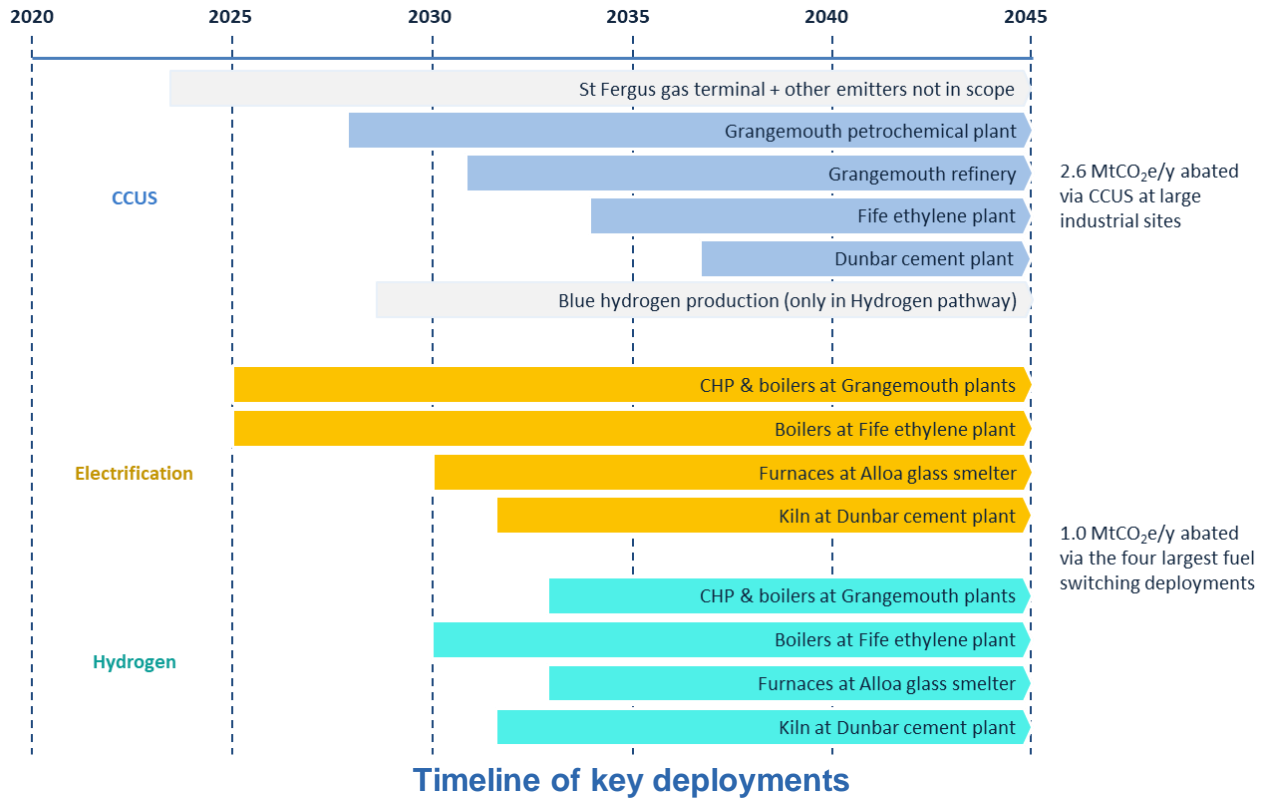 2020 2025 2030 2035 2040 2045
St Fergus gas terminal + other emitters not in scope
Grangemouth petrochemical plant
Grangemouth refinery
Fife ethylene plant
Dunbar cement plant
Blue hydrogen production (only in Hydrogen pathway)
CCUS
2.6 MtCO₂e/y abated
via CCUS at large
industrial sites
CHP & boilers at Grangemouth plants
Boilers at Fife ethylene plant
Furnaces at Alloa glass smelter
Kiln at Dunbar cement plant
Electrification
1.0 MtCO₂e/y abated
via the four largest fuel
switching deployments
CHP & boilers at Grangemouth plants
Boilers at Fife ethylene plant
Furnaces at Alloa glass smelter
Kiln at Dunbar cement plant
Hydrogen
Timeline of key deployments